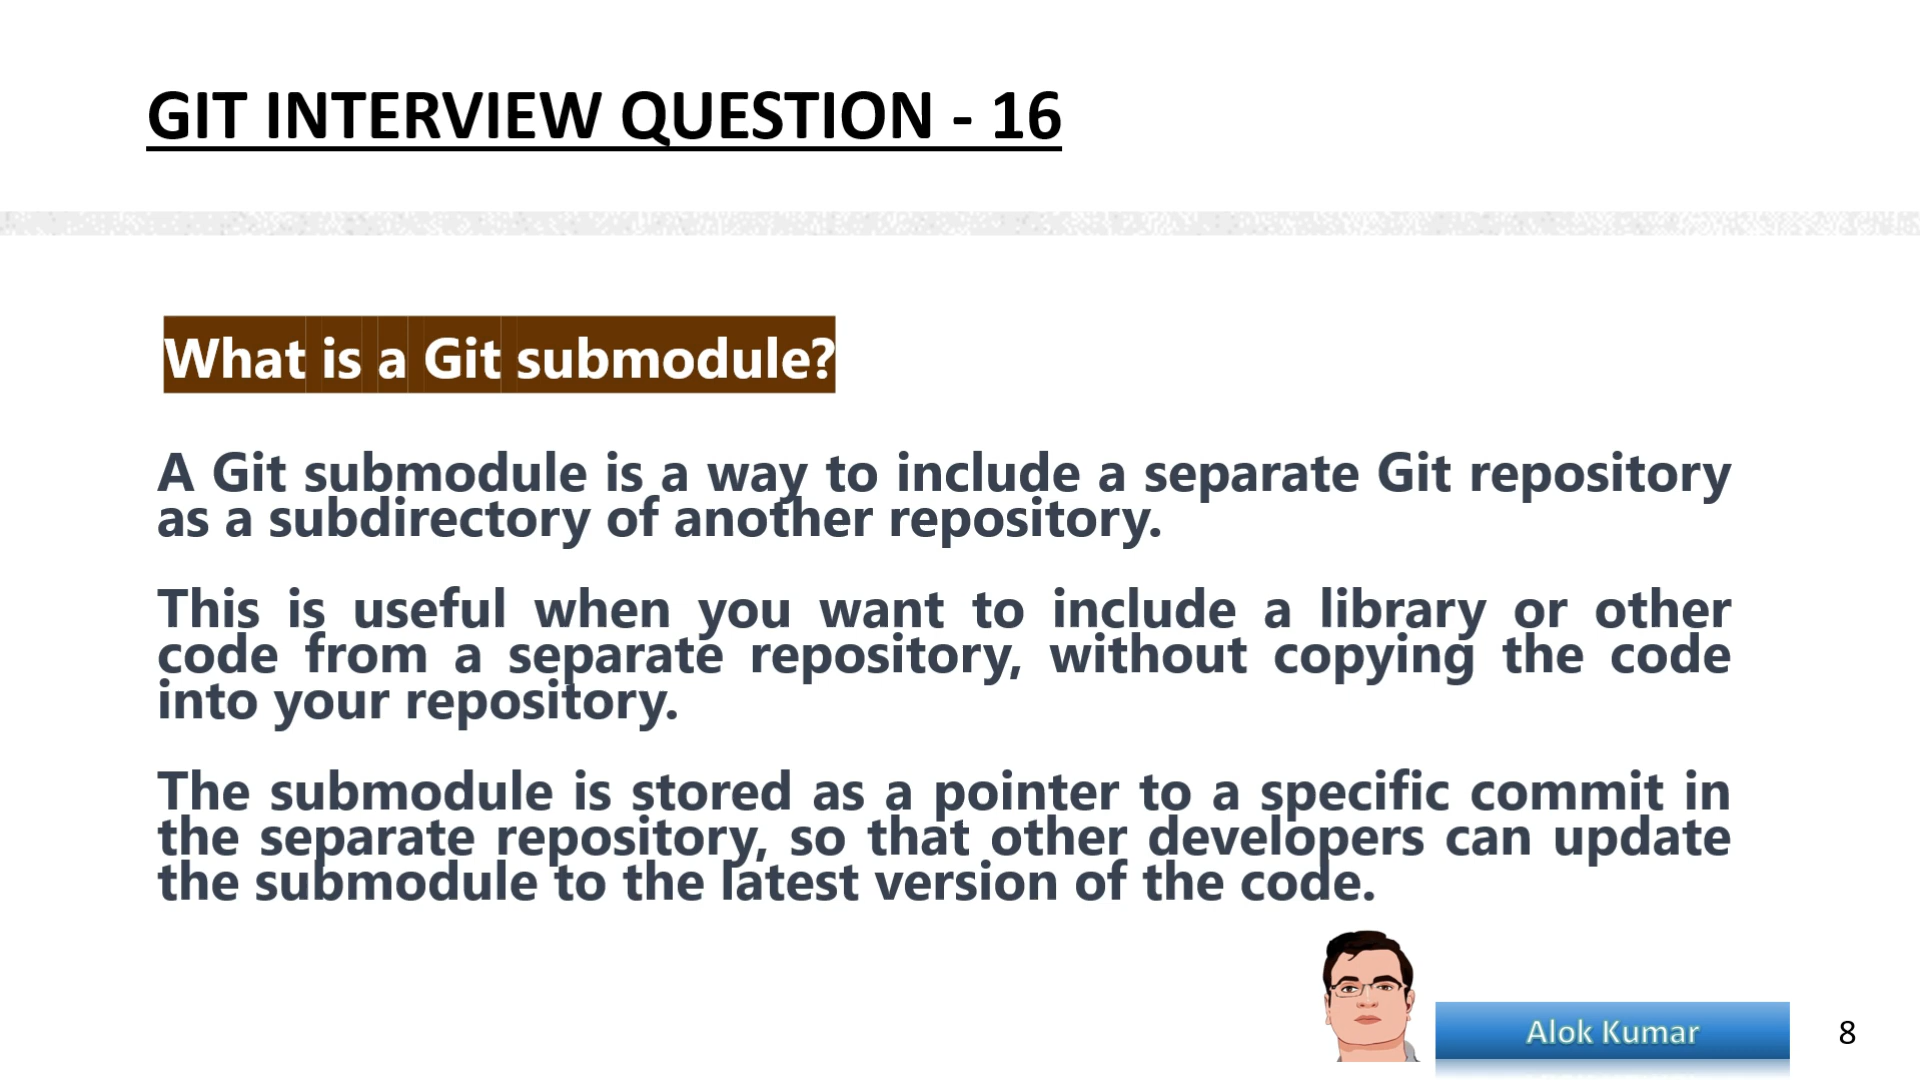 GIT INTERVIEW QUESTION - 16
What is a Git submodule?
A Git submodule is a way to include a separate Git repository
as a subdirectory of another repository.
This is useful when you want to include a library or other
code from a separate repository, without copying the code
into your repository.
The submodule is stored as a pointer to a specific commit in
the separate repository, so that other developers can update
the submodule to the latest version of the code.
Alok Kumar
8